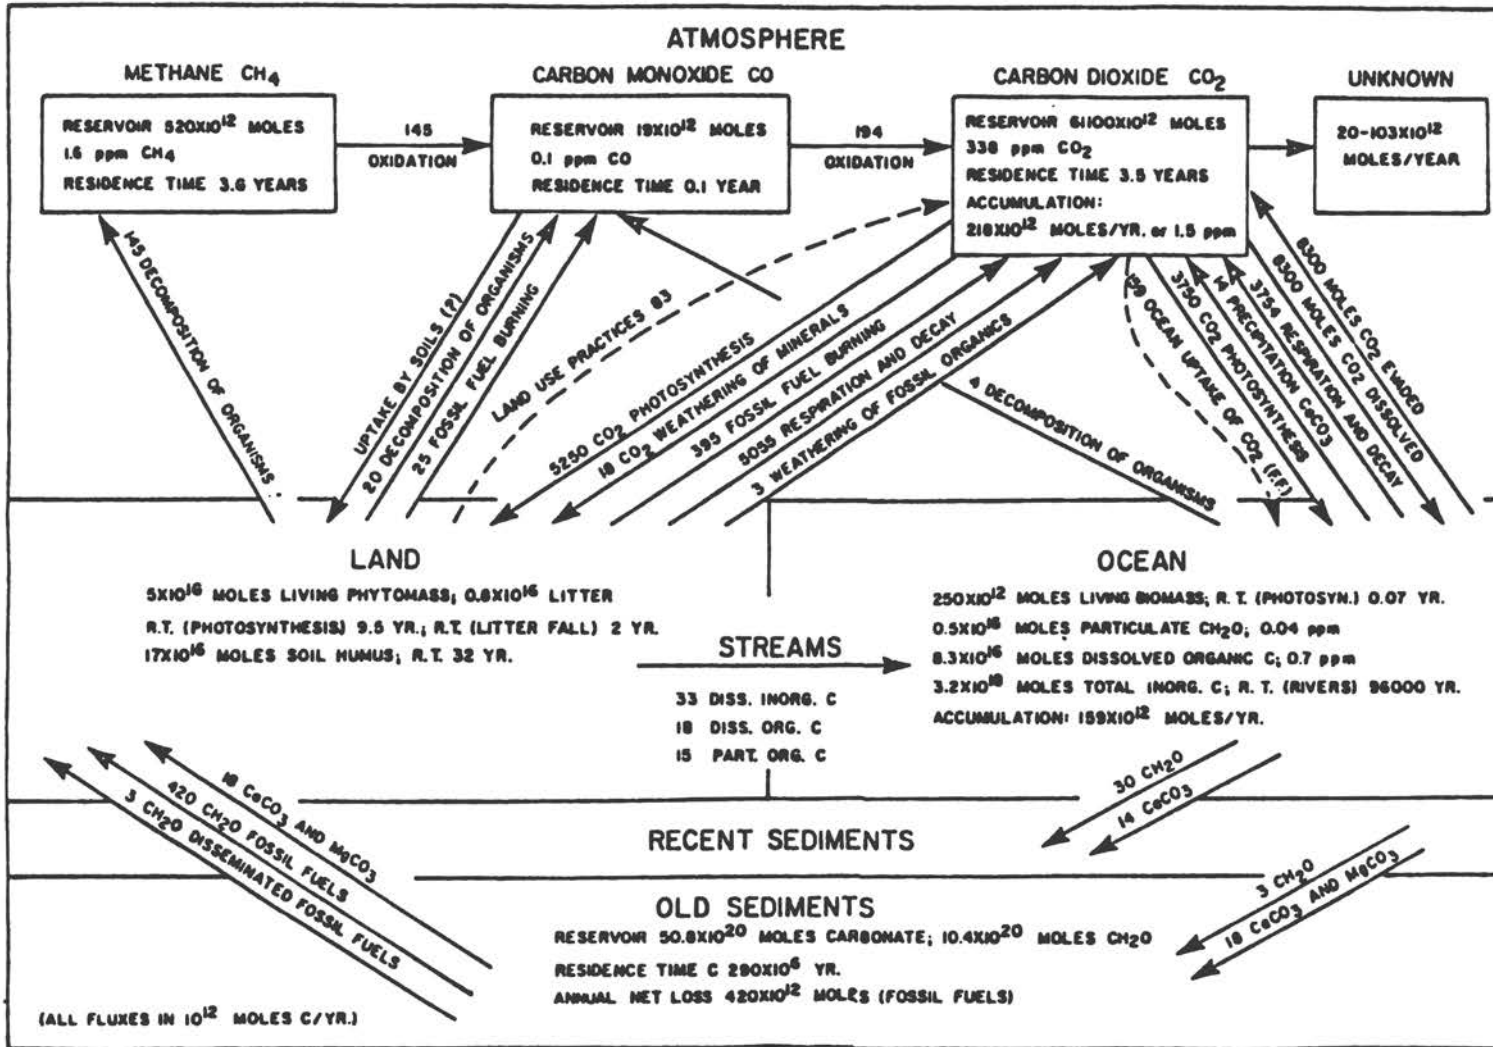 ATMOSPHERE
METHANE CH4
CARBON MONOXIDE CO
CARBON DIOXIDE CO2
UNKNOWN
RESERVOIR 520X10^12 MOLES
1.6 ppm CH4
RESIDENCE TIME 3.6 YEARS
145
OXIDATION
RESERVOIR 19X10^12 MOLES
0.1 ppm CO
RESIDENCE TIME 0.1 YEAR
194
OXIDATION
RESERVOIR 61100X10^12 MOLES
338 ppm CO2
RESIDENCE TIME 3.5 YEARS
ACCUMULATION:
218X10^12 MOLES/YR. or 1.5 ppm
20-103X10^12
MOLES/YEAR
145 DECOMPOSITION OF ORGANISMS
UPTAKE BY SOILS (?)
20 DECOMPOSITION OF ORGANISMS
25 FOSSIL FUEL BURNING
LAND USE PRACTICES 83
5250 CO2 PHOTOSYNTHESIS
18 CO2 WEATHERING OF MINERALS
395 FOSSIL FUEL BURNING
5055 RESPIRATION AND DECAY
3 WEATHERING OF FOSSIL ORGANICS
4 DECOMPOSITION OF ORGANISMS
159 OCEAN UPTAKE OF CO2 (F.F.)
3750 CO2 PHOTOSYNTHESIS
14 PRECIPITATION CaCO3
3754 RESPIRATION AND DECAY
8300 MOLES CO2 DISSOLVED
8300 MOLES CO2 EVADED
LAND
5X10^16 MOLES LIVING PHYTOMASS; 0.8X10^16 LITTER
R.T. (PHOTOSYNTHESIS) 9.5 YR.; R.T. (LITTER FALL) 2 YR.
17X10^16 MOLES SOIL HUMUS; R.T. 32 YR.
OCEAN
250X10^12 MOLES LIVING BIOMASS; R.T. (PHOTOSYN.) 0.07 YR.
0.5X10^16 MOLES PARTICULATE CH2O; 0.04 ppm
8.3X10^16 MOLES DISSOLVED ORGANIC C; 0.7 ppm
3.2X10^18 MOLES TOTAL INORG. C; R.T. (RIVERS) 96000 YR.
ACCUMULATION: 159X10^12 MOLES/YR.
STREAMS
33 DISS. INORG. C
18 DISS. ORG. C
15 PART. ORG. C
18 CaCO3 AND MgCO3
420 CH2O FOSSIL FUELS
3 CH2O DISSEMINATED FOSSIL FUELS
30 CH2O
14 CaCO3
RECENT SEDIMENTS
3 CH2O
18 CaCO3 AND MgCO3
OLD SEDIMENTS
RESERVOIR 50.8X10^20 MOLES CARBONATE; 10.4X10^20 MOLES CH2O
RESIDENCE TIME C 290X10^6 YR.
ANNUAL NET LOSS 420X10^12 MOLES (FOSSIL FUELS)
(ALL FLUXES IN 10^12 MOLES C/YR.)